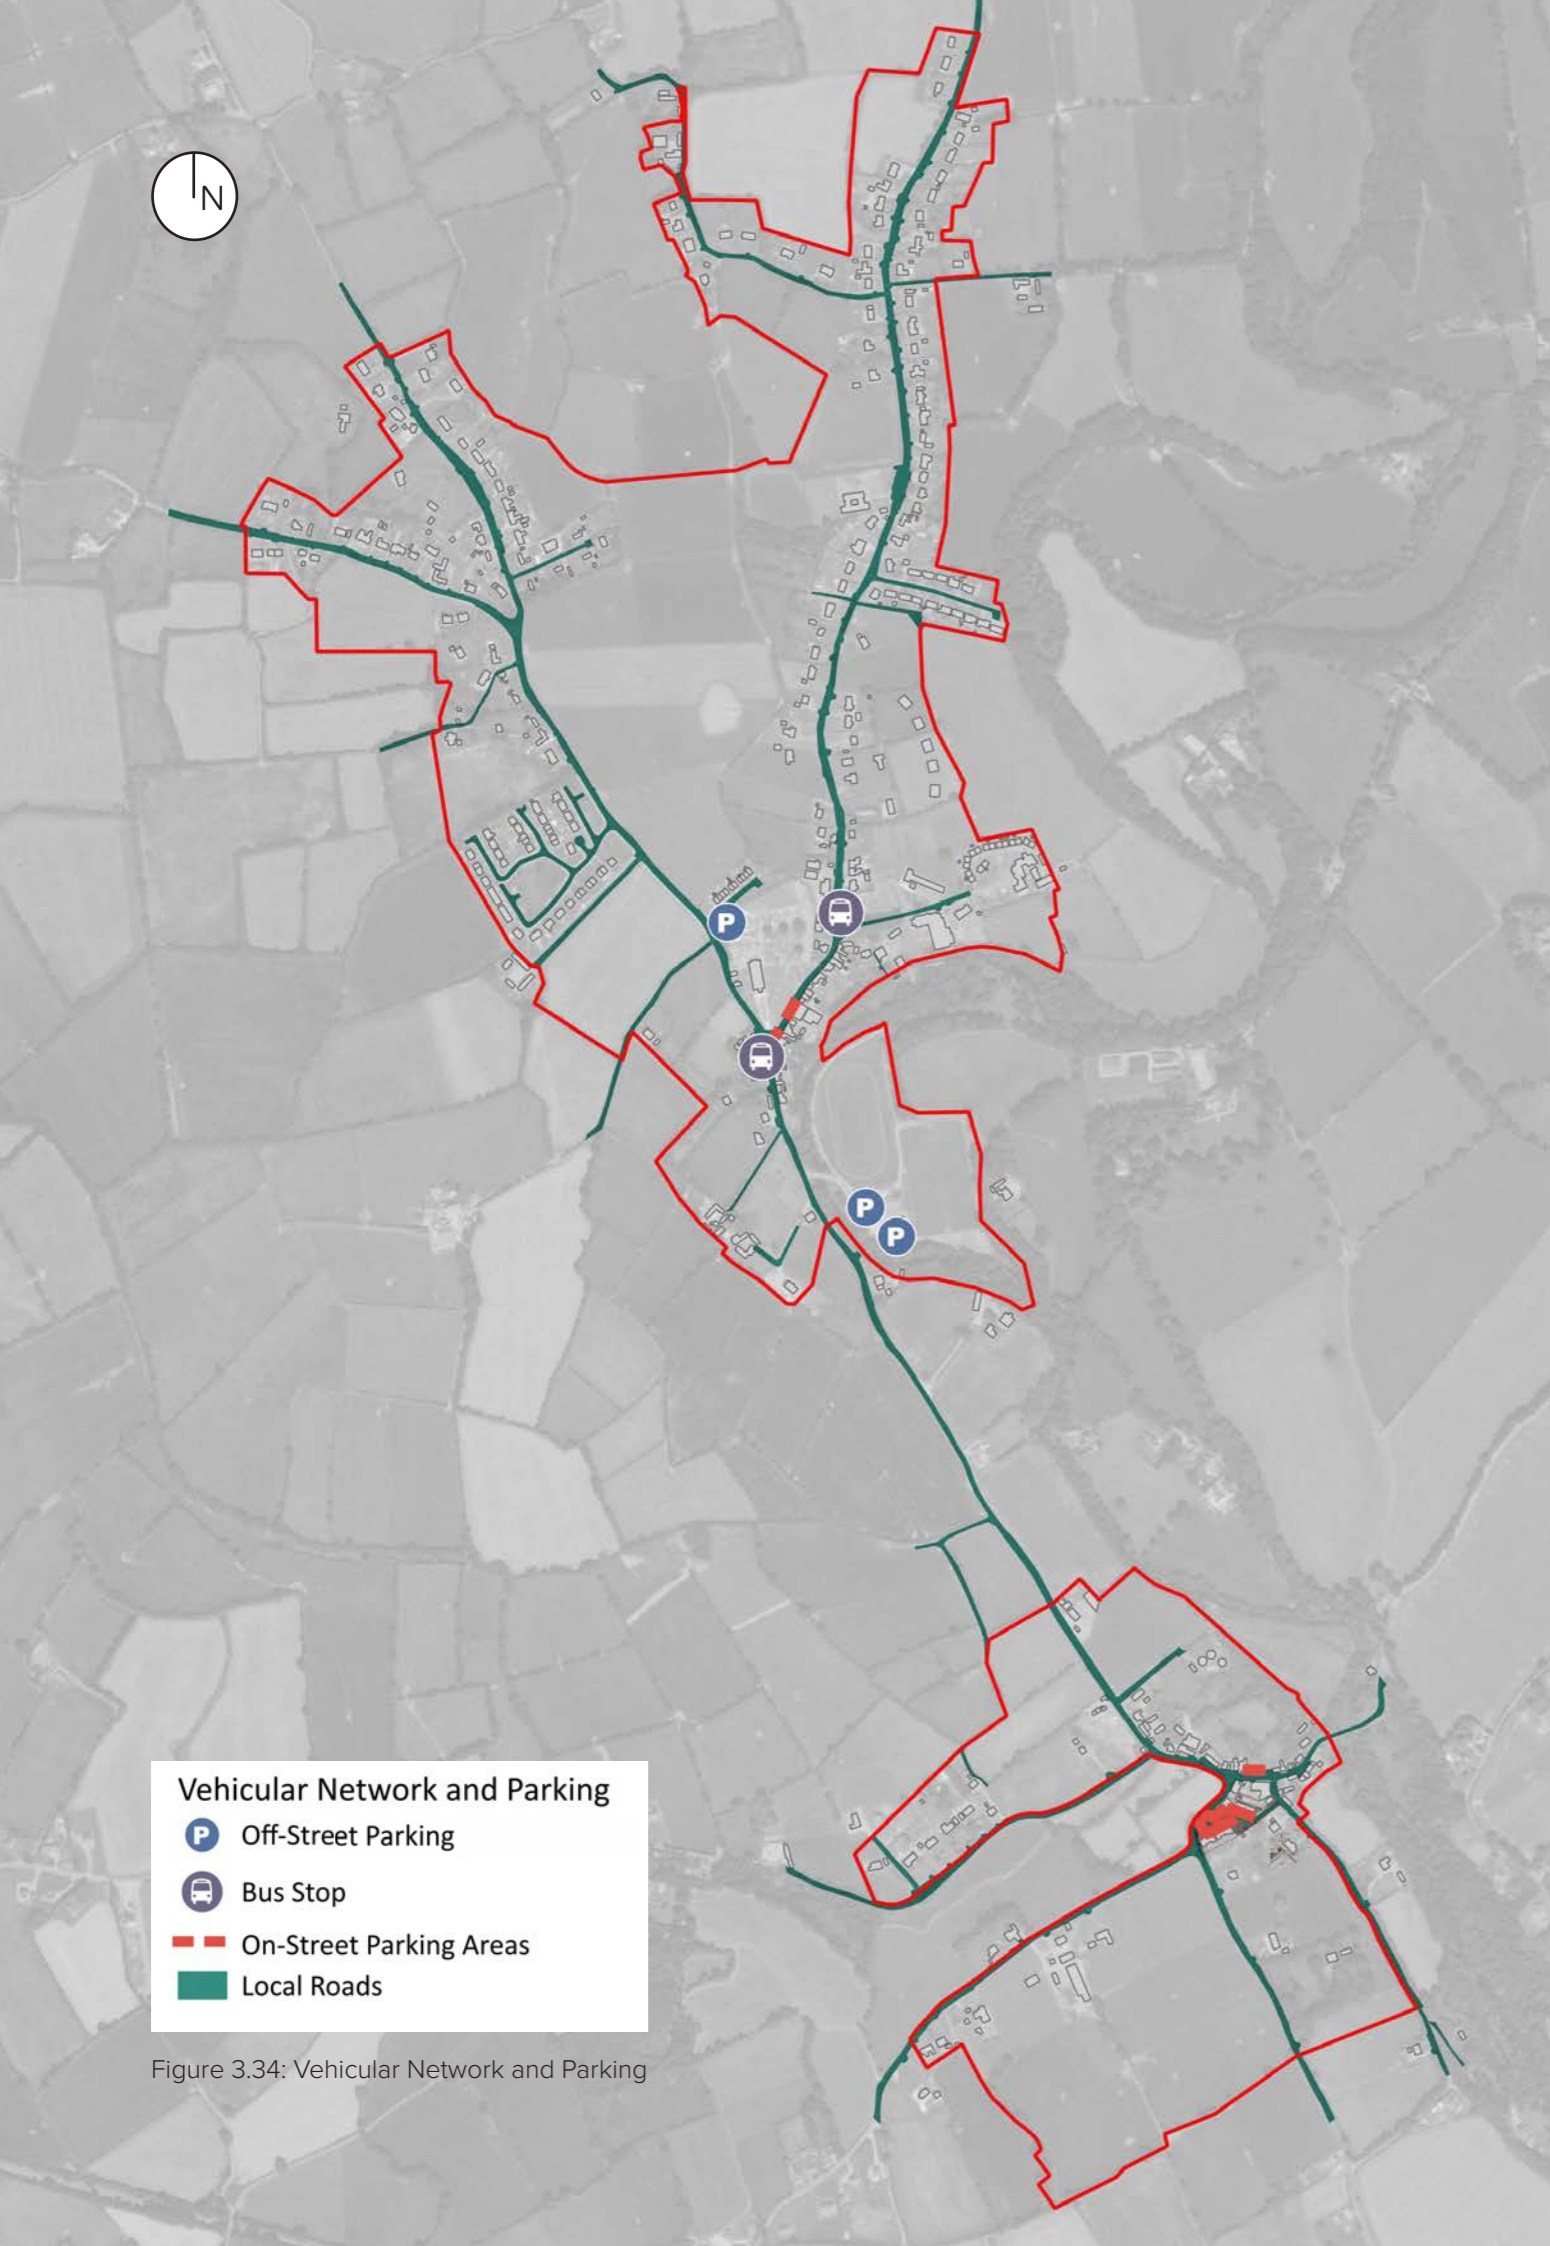 N
P
P
P
Vehicular Network and Parking
P Off-Street Parking
Bus Stop
On-Street Parking Areas
Local Roads
Figure 3.34: Vehicular Network and Parking